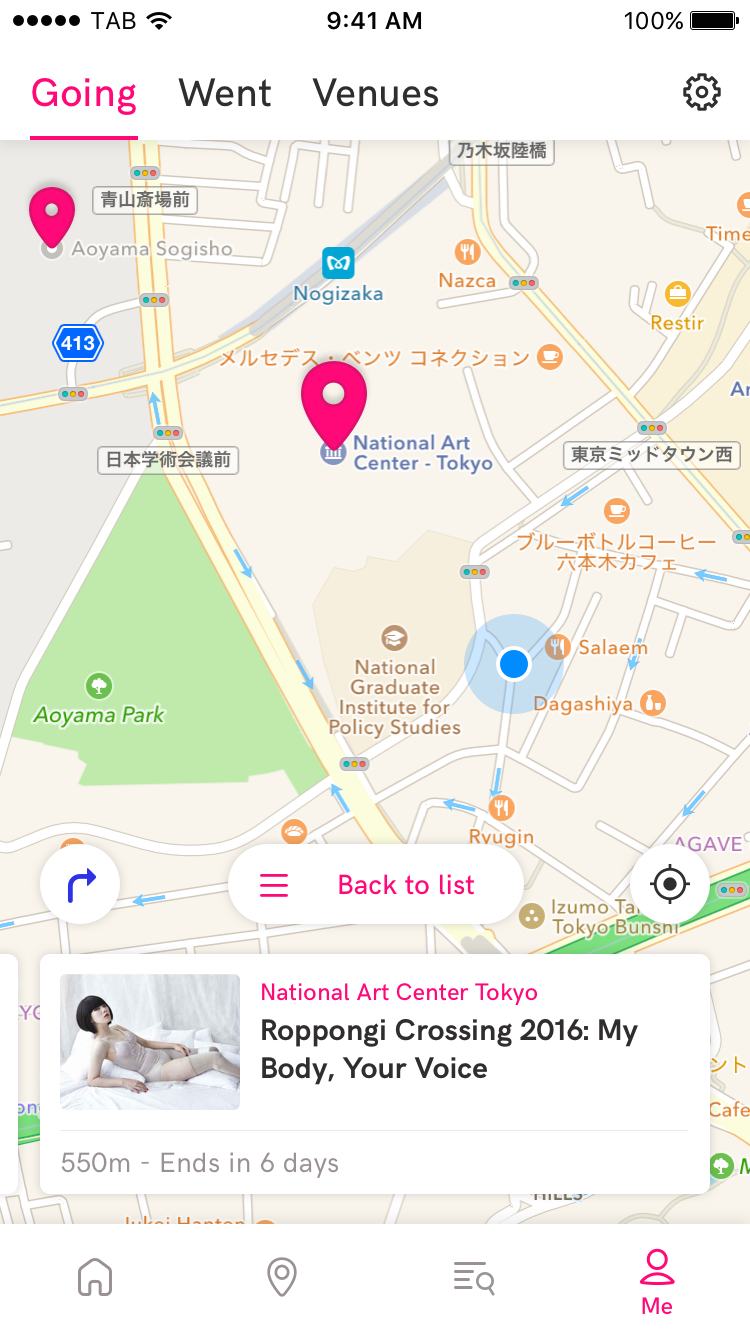 TAB
9:41 AM
100%
Going
Went
Venues
乃木坂陸橋
青山斎場前
Aoyama Sogisho
Nogizaka
Nazca
Time
Restir
413
メルセデス・ベンツ コネクション
National Art
Center - Tokyo
日本学術会議前
東京ミッドタウン西
ブルーボトルコーヒー
六本木カフェ
National
Graduate
Institute for
Policy Studies
Salaem
Dagashiya
Aoyama Park
Ryugin
AGAVE
Back to list
Izumo Ta
Tokyo Bunshi
National Art Center Tokyo
Roppongi Crossing 2016: My
Body, Your Voice
ント
Cafe
550m - Ends in 6 days
HILLS
Me